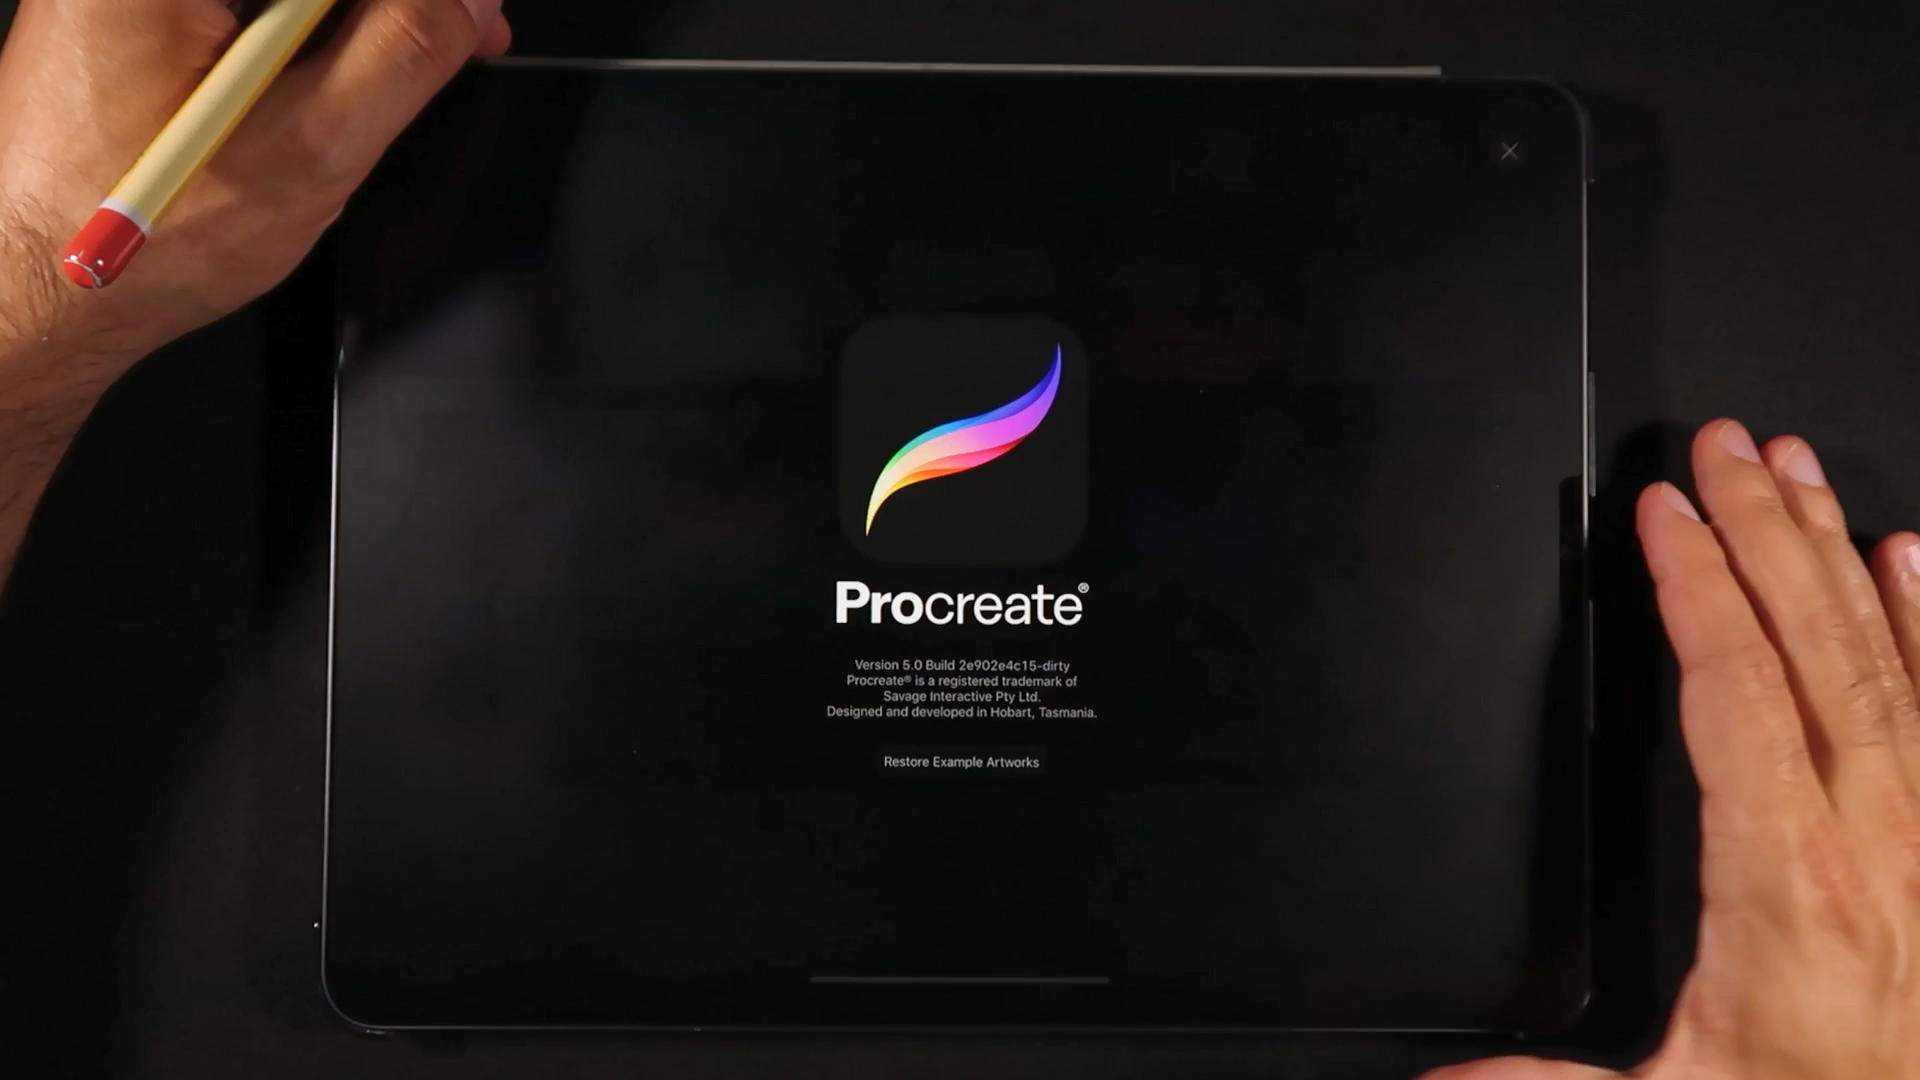 Procreate®
Version 5.0 Build 2e902e4c15-dirty
Procreate® is a registered trademark of
Savage Interactive Pty Ltd.
Designed and developed in Hobart, Tasmania.
Restore Example Artworks